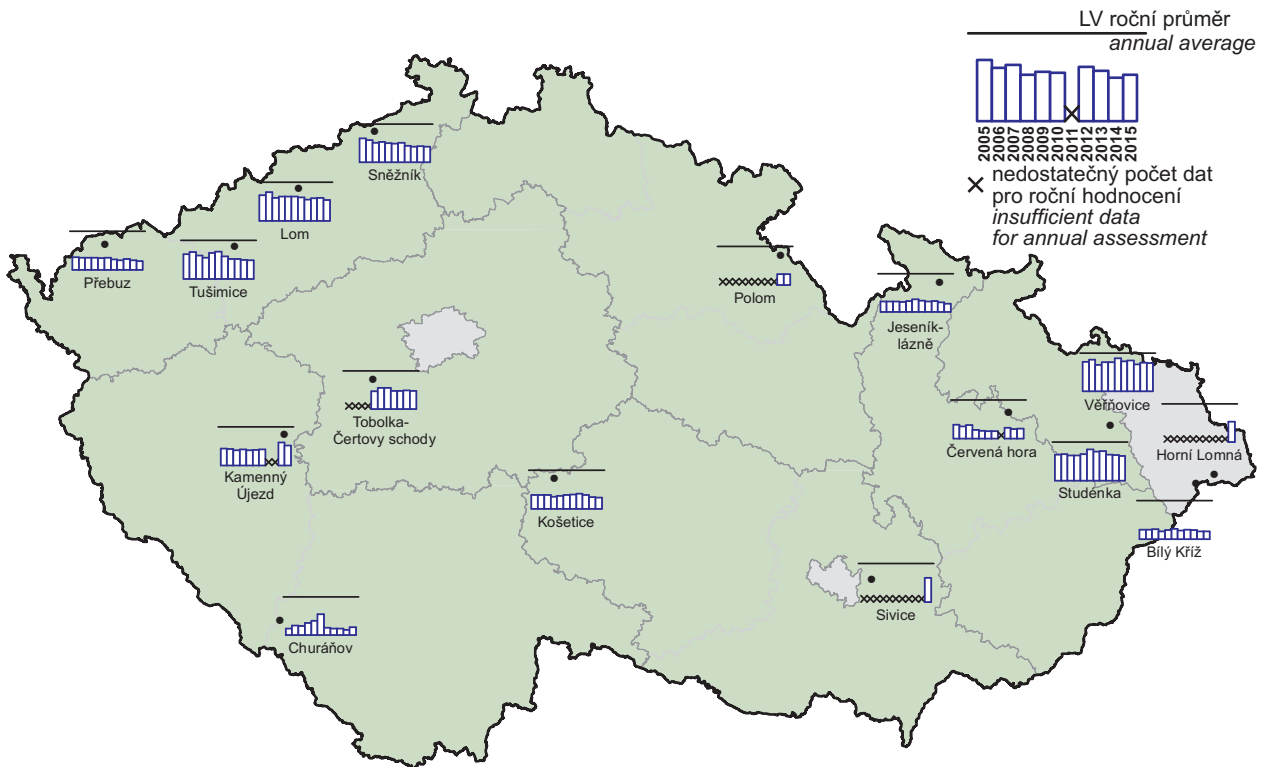 LV roční průměr
annual average
2005
2006
2007
2008
2009
2010
2011
2012
2013
2014
2015
nedostatečný počet dat
pro roční hodnocení
insufficient data
for annual assessment
Sněžník
Lom
Přebuz
Tušimice
Polom
Jeseník-
lázně
Věřňovice
Tobolka-
Čertovy schody
Červená hora
Horní Lomná
Kamenný
Újezd
Studénka
Košetice
Bílý Kříž
Sivice
Churáňov